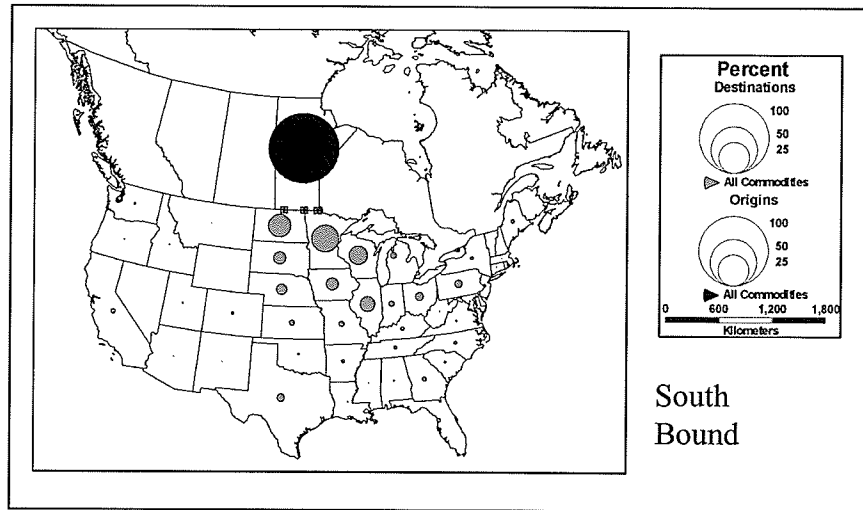 Percent
Destinations
100
50
25
All Commodities
Origins
100
50
25
All Commodities
0 600 1,200 1,800
Kilometers
South
Bound